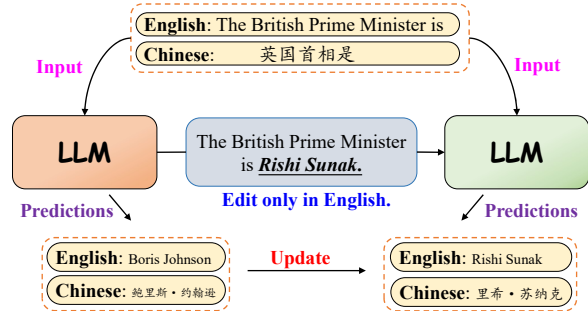 English: The British Prime Minister is
Chinese: 英国首相是
Input
Input
LLM
The British Prime Minister
is Rishi Sunak.
LLM
Edit only in English.
Predictions
Predictions
English: Boris Johnson
Update
English: Rishi Sunak
Chinese: 鲍里斯·约翰逊
Chinese: 里希·苏纳克